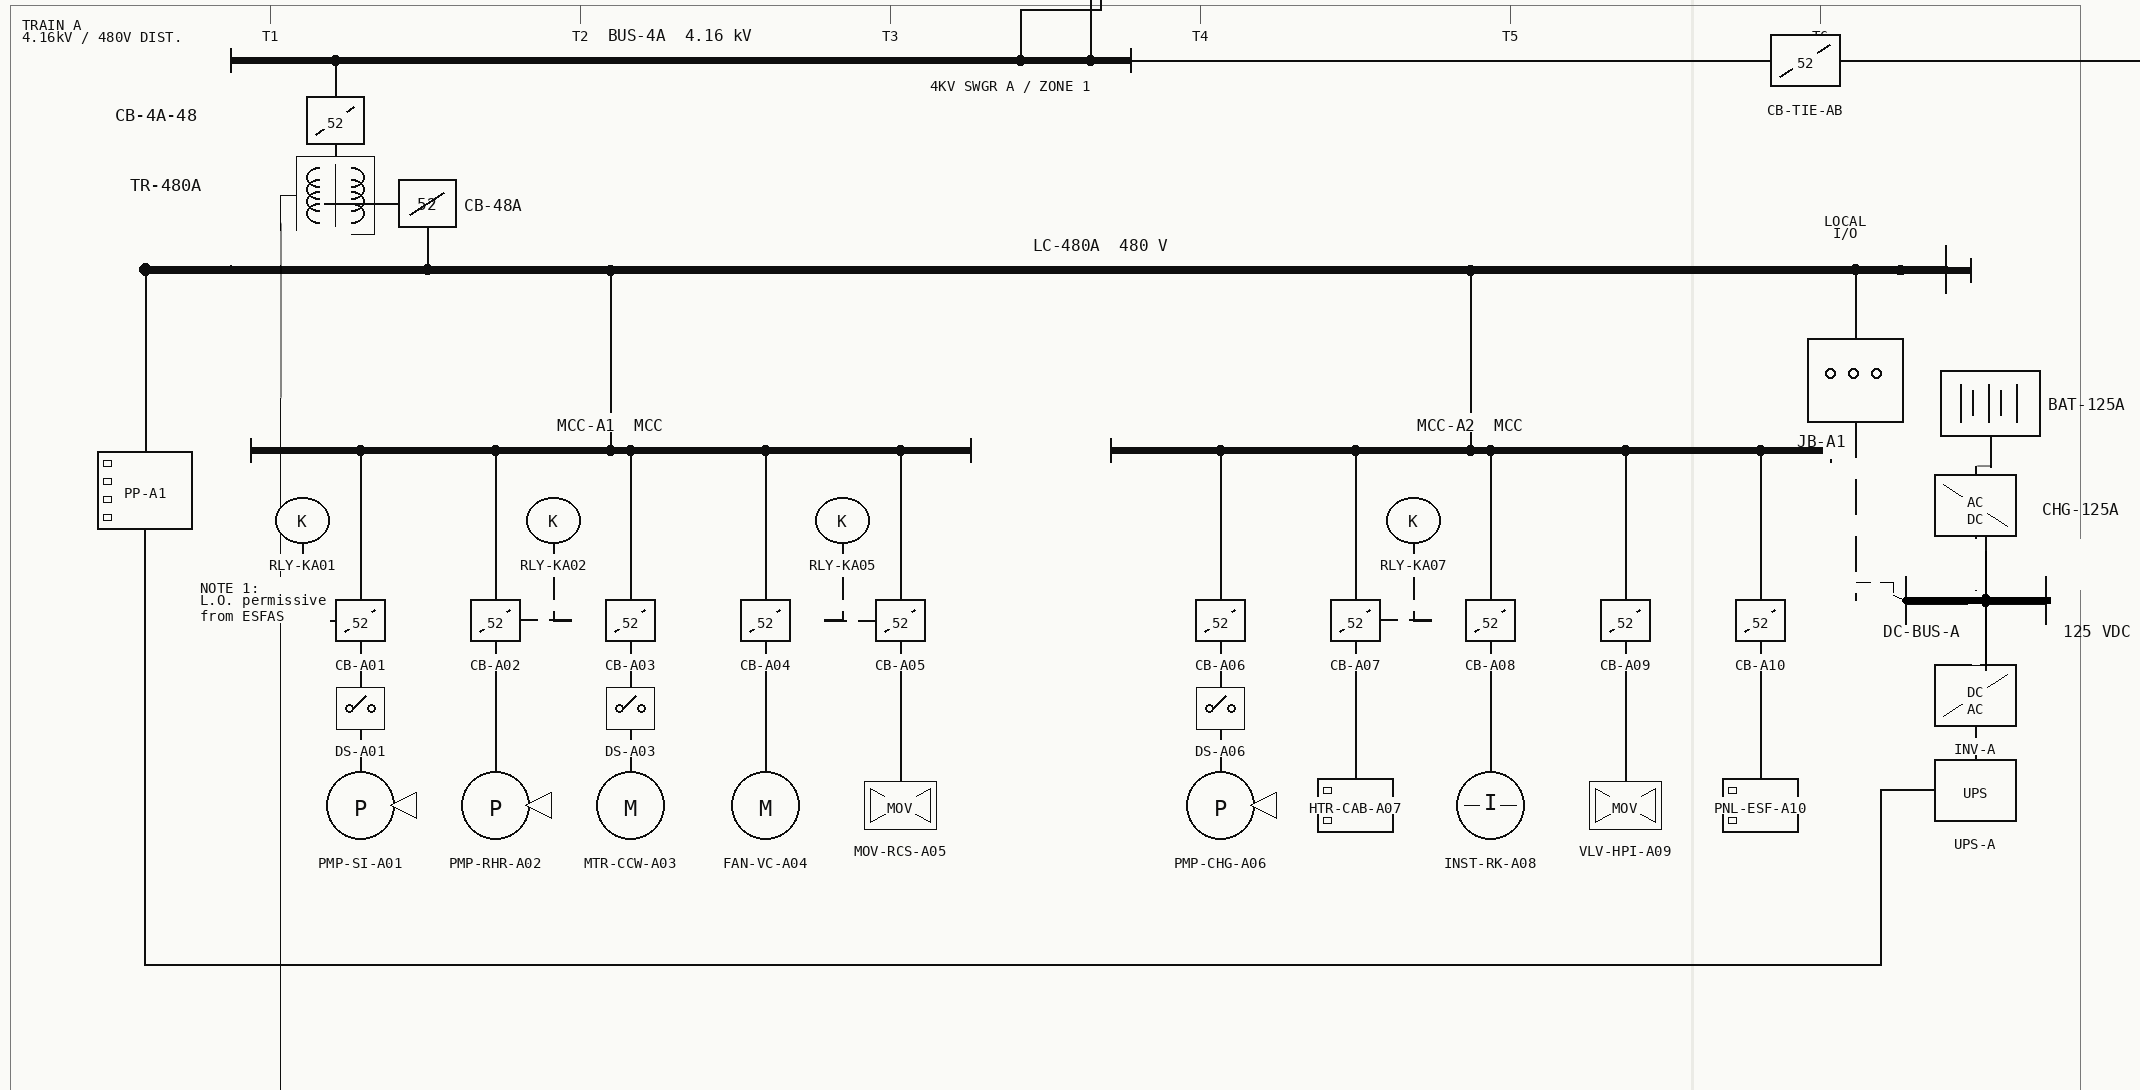 TRAIN A
4.16kV / 480V DIST.
T1
T2
BUS-4A  4.16 kV
T3
T4
T5
T6
4KV SWGR A / ZONE 1
52
CB-TIE-AB
CB-4A-48
52
TR-480A
52
CB-48A
LOCAL
I/O
LC-480A  480 V
MCC-A1  MCC
MCC-A2  MCC
JB-A1
BAT-125A
PP-A1
AC
DC
CHG-125A
K
K
K
K
RLY-KA01
RLY-KA02
RLY-KA05
RLY-KA07
NOTE 1:
L.O. permissive
from ESFAS
52
52
52
52
52
52
52
52
52
52
DC-BUS-A
125 VDC
CB-A01
CB-A02
CB-A03
CB-A04
CB-A05
CB-A06
CB-A07
CB-A08
CB-A09
CB-A10
DC
AC
DS-A01
DS-A03
DS-A06
INV-A
UPS
P
P
M
M
MOV
P
HTR-CAB-A07
I
MOV
PNL-ESF-A10
UPS-A
PMP-SI-A01
PMP-RHR-A02
MTR-CCW-A03
FAN-VC-A04
MOV-RCS-A05
PMP-CHG-A06
INST-RK-A08
VLV-HPI-A09